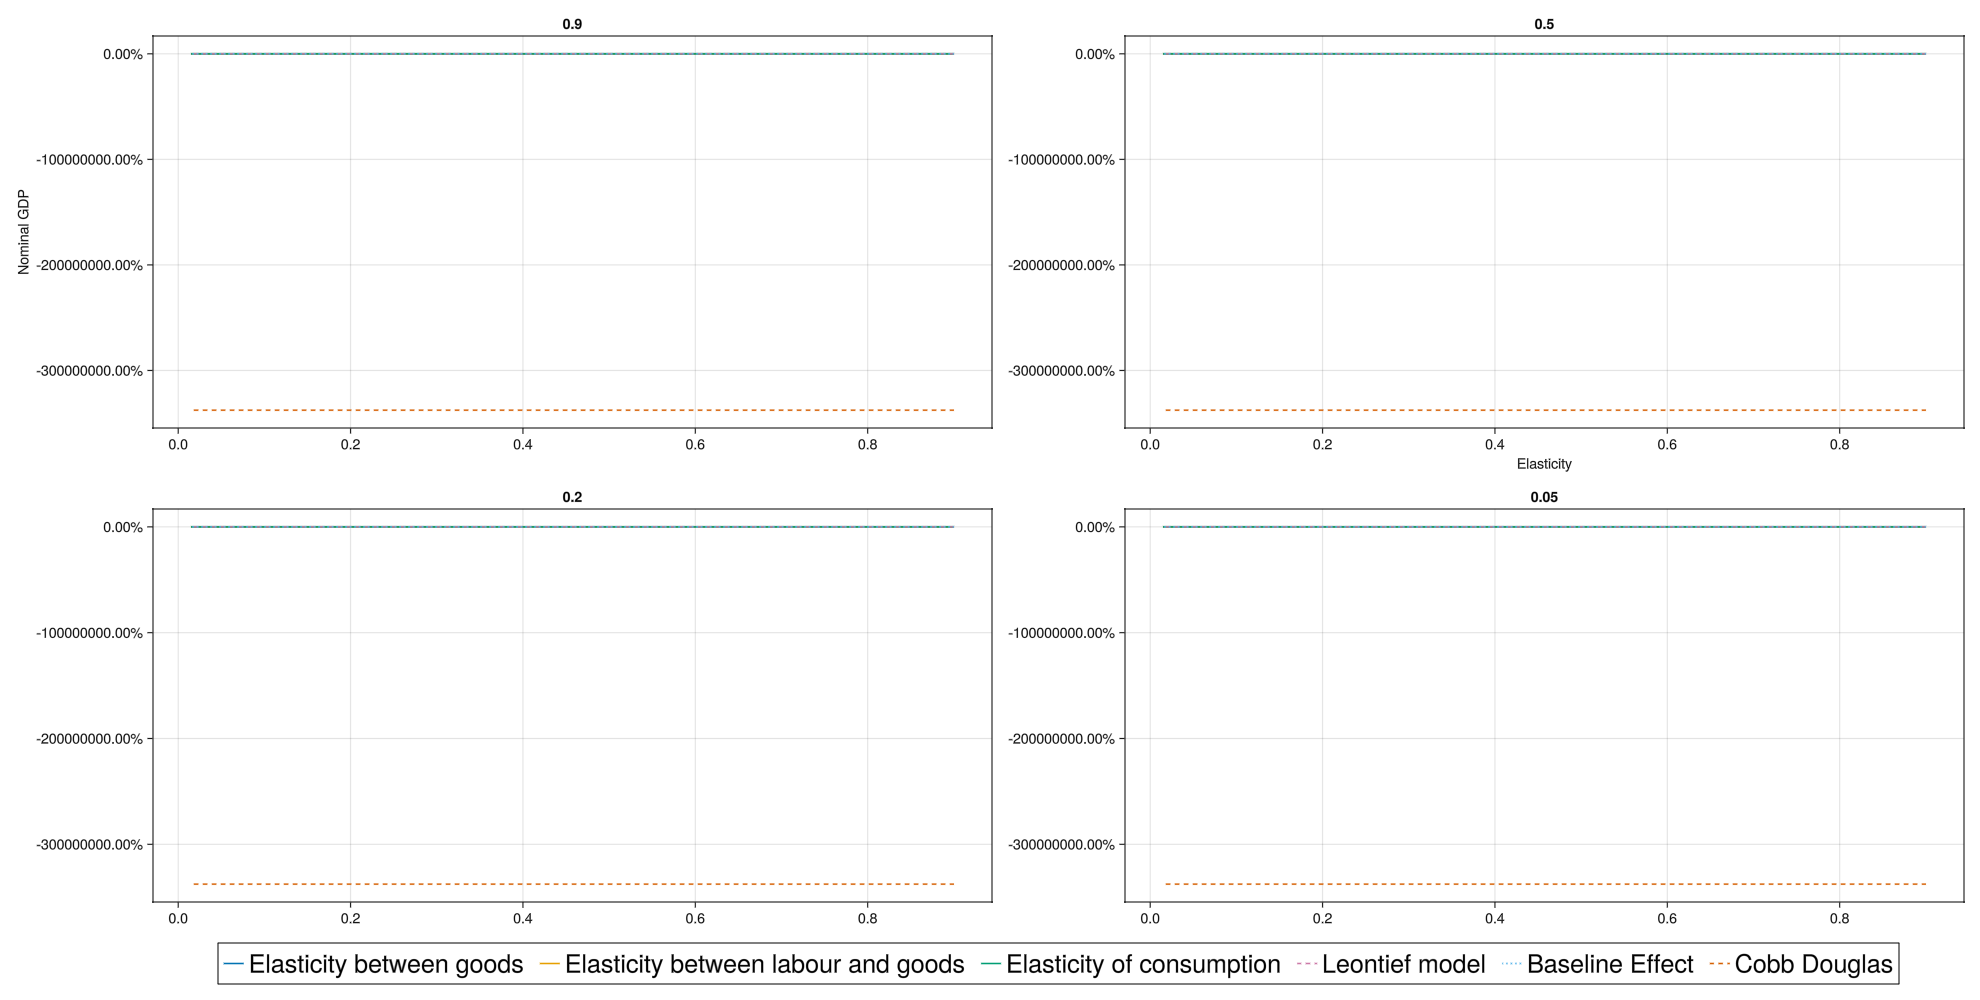 0.9
0.00%
-100000000.00%
-200000000.00%
-300000000.00%
Nominal GDP
0.0 0.2 0.4 0.6 0.8
0.5
0.00%
-100000000.00%
-200000000.00%
-300000000.00%
0.0 0.2 0.4 0.6 0.8
Elasticity
0.2
0.00%
-100000000.00%
-200000000.00%
-300000000.00%
0.0 0.2 0.4 0.6 0.8
0.05
0.00%
-100000000.00%
-200000000.00%
-300000000.00%
0.0 0.2 0.4 0.6 0.8
Elasticity between goods Elasticity between labour and goods Elasticity of consumption Leontief model Baseline Effect Cobb Douglas